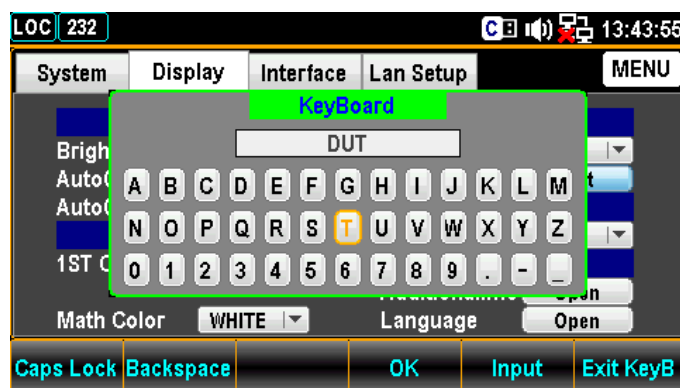 LOC 232 C 13:43:55
System Display Interface Lan Setup MENU
KeyBoard
DUT
Brigh
Auto
A B C D E F G H I J K L M
Auto
N O P Q R S T U V W X Y Z
1ST C
0 1 2 3 4 5 6 7 8 9 . - _
Open
Math Color WHITE Language Open
Caps Lock Backspace OK Input Exit KeyB